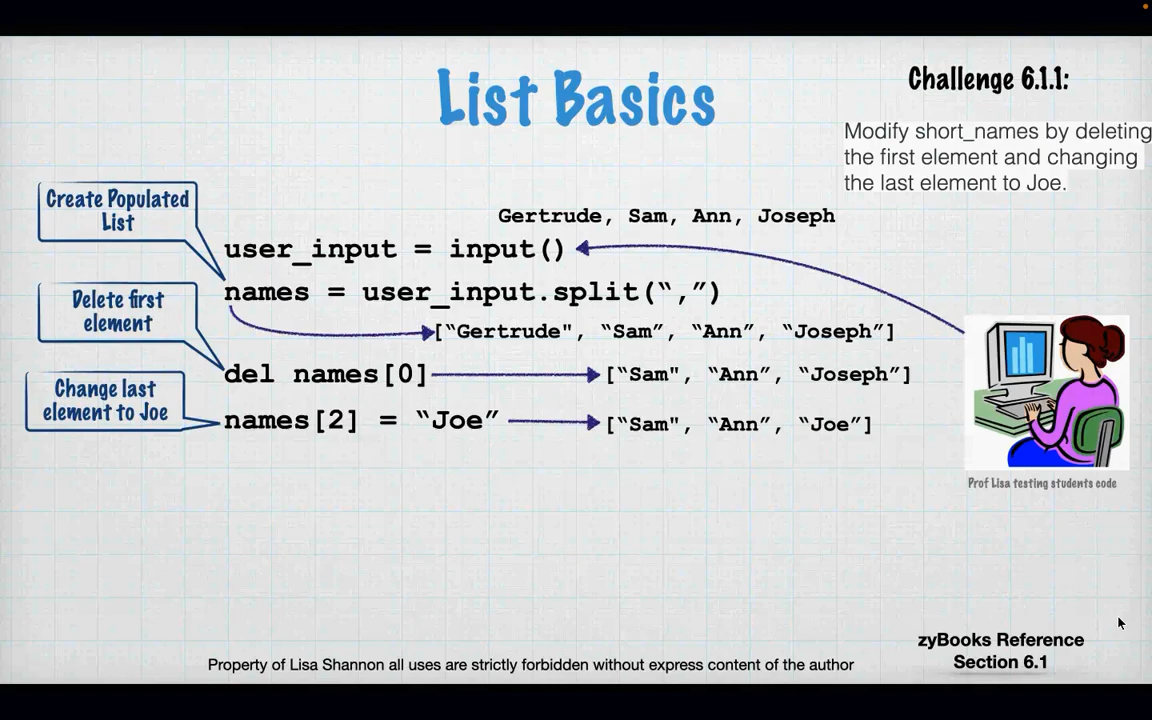 List Basics
Challenge 6.1.1:
Modify short_names by deleting
the first element and changing
the last element to Joe.
Create Populated
List
Gertrude, Sam, Ann, Joseph
user_input = input()
names = user_input.split(“,”)
[“Gertrude", “Sam”, “Ann”, “Joseph”]
Delete first
element
del names[0]
[“Sam", “Ann”, “Joseph”]
Change last
element to Joe
names[2] = “Joe”
[“Sam", “Ann”, “Joe”]
Prof Lisa testing students code
zyBooks Reference
Section 6.1
Property of Lisa Shannon all uses are strictly forbidden without express content of the author